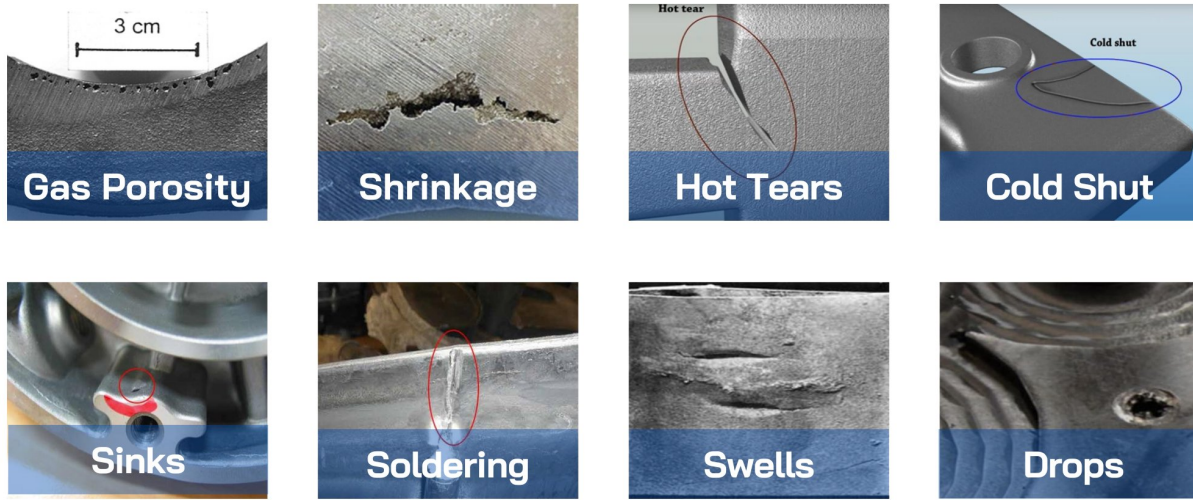 3 cm
Gas Porosity
Shrinkage
Hot tear
Hot Tears
Cold shut
Cold Shut
Sinks
Soldering
Swells
Drops